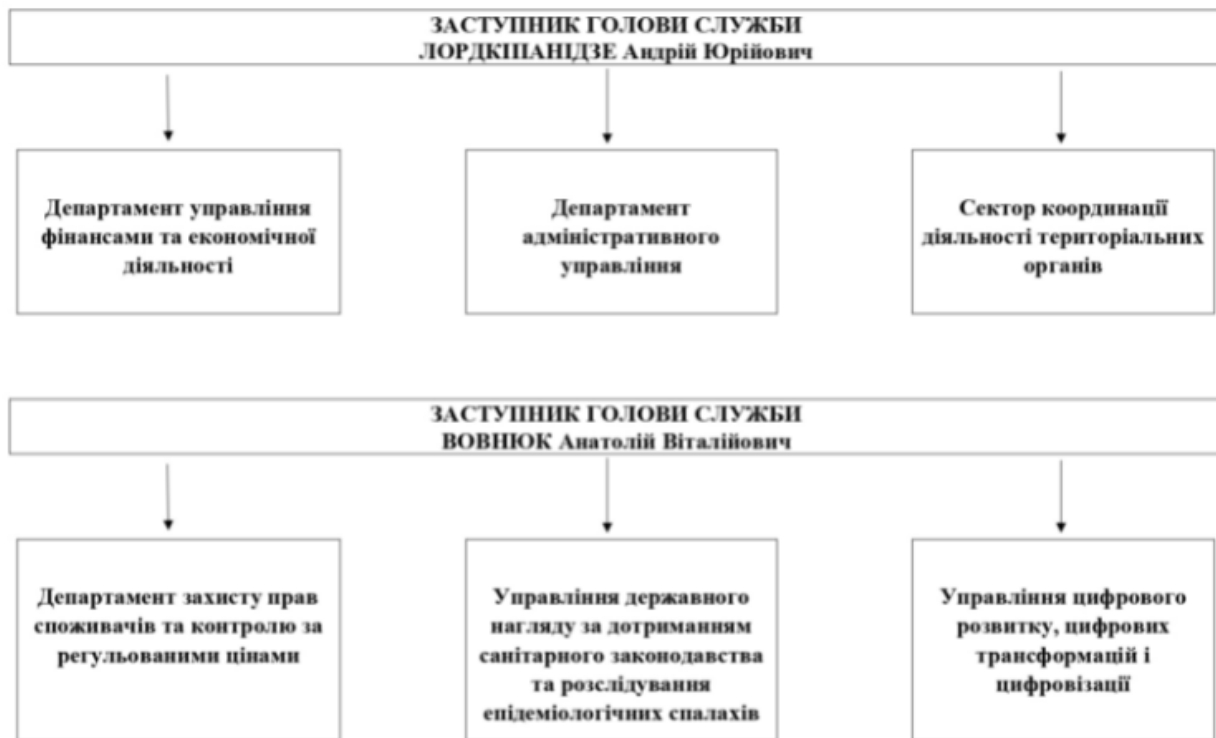 ЗАСТУПНИК ГОЛОВИ СЛУЖБИ
ЛОРДКІПАНІДЗЕ Андрій Юрійович
Департамент управління
фінансами та економічної
діяльності
Департамент
адміністративного
управління
Сектор координації
діяльності територіальних
органів
ЗАСТУПНИК ГОЛОВИ СЛУЖБИ
ВОВНЮК Анатолій Віталійович
Департамент захисту прав
споживачів та контролю за
регульованими цінами
Управління державного
нагляду за дотриманням
санітарного законодавства
та розслідування
епідеміологічних спалахів
Управління цифрового
розвитку, цифрових
трансформацій і
цифровізації